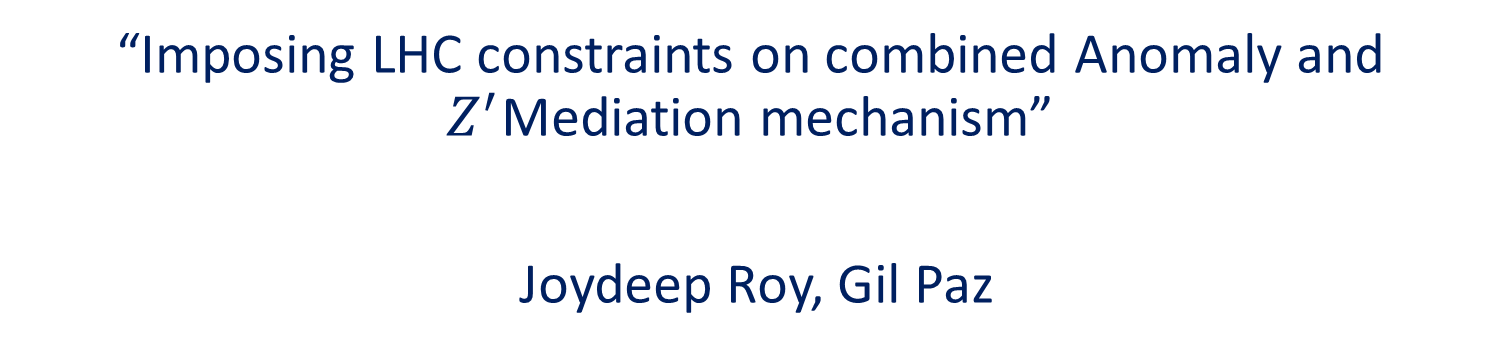 “Imposing LHC constraints on combined Anomaly and
Z′ Mediation mechanism”
Joydeep Roy, Gil Paz